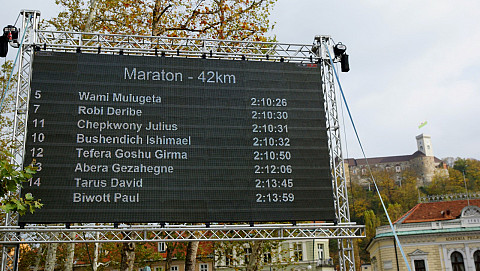 Maraton - 42km
5 Wami Mulugeta 2:10:26
7 Robi Deribe 2:10:30
11 Chepkwony Julius 2:10:31
10 Bushendich Ishimael 2:10:32
12 Tefera Goshu Girma 2:10:50
3 Abera Gezahegne 2:12:06
14 Tarus David 2:13:45
Biwott Paul 2:13:59